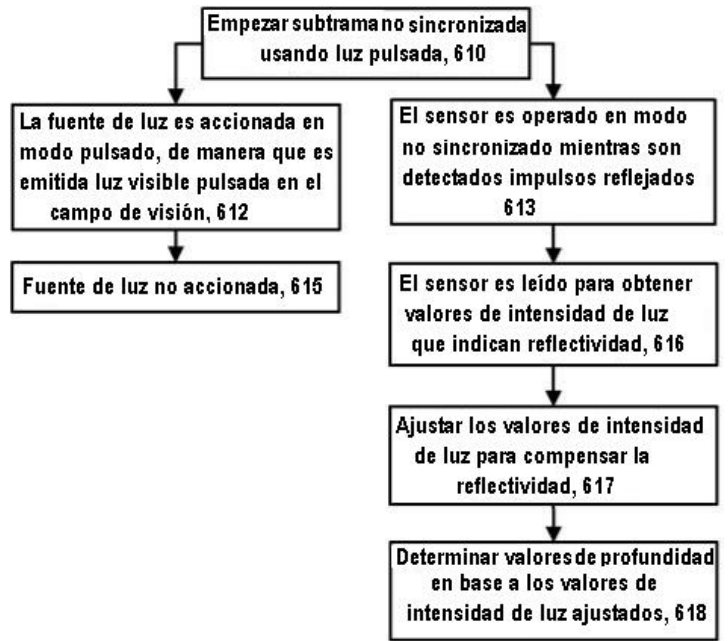 Empezar subtrama no sincronizada
usando luz pulsada, 610
La fuente de luz es accionada en
modo pulsado, de manera que es
emitida luz visible pulsada en el
campo de visión, 612
Fuente de luz no accionada, 615
El sensor es operado en modo
no sincronizado mientras son
detectados impulsos reflejados
613
El sensor es leído para obtener
valores de intensidad de luz
que indican reflectividad, 616
Ajustar los valores de intensidad
de luz para compensar la
reflectividad, 617
Determinar valores de profundidad
en base a los valores de
intensidad de luz ajustados, 618